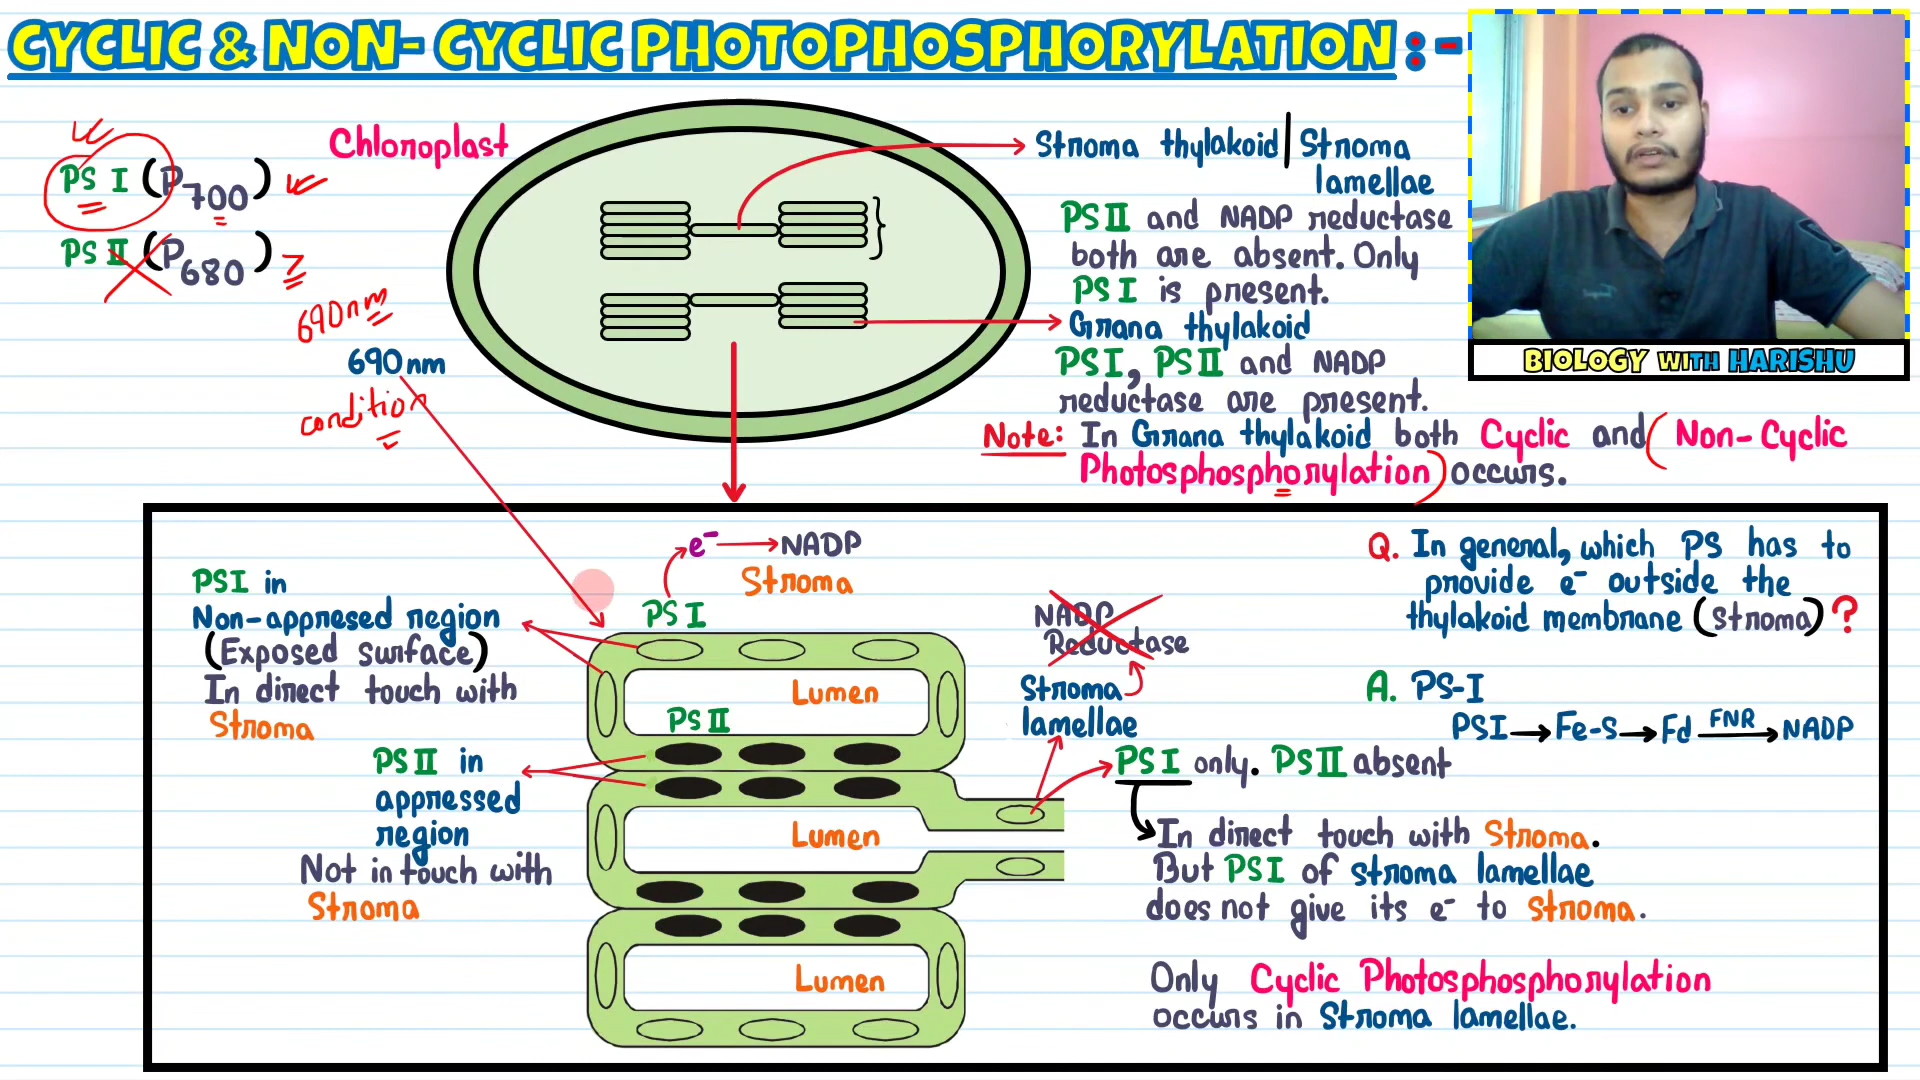 CYCLIC & NON- CYCLIC PHOTOPHOSPHORYLATION :-
PS I (P700)
PS II (P680)
690nm
690nm
condition
Chloroplast
Stroma thylakoid | Stroma
lamellae
PS II and NADP reductase
both are absent. Only
PS I is present.
Grana thylakoid
PS I, PS II and NADP
reductase are present.
Note: In Grana thylakoid both Cyclic and ( Non-Cyclic
Photosphosphorylation) occurs.
BIOLOGY WITH HARISHU
e⁻ → NADP
Stroma
PS I
PSI in
Non-appresed region
(Exposed surface)
In direct touch with
Stroma
PS II in
appressed
region
Not in touch with
Stroma
Lumen
PS II
Lumen
Lumen
NADP
Reductase
Stroma
lamellae
PS I only. PS II absent
In direct touch with Stroma.
But PS I of stroma lamellae
does not give its e⁻ to Stroma.
Only Cyclic Photosphosphorylation
occurs in Stroma lamellae.
Q. In general, which PS has to
provide e⁻ outside the
thylakoid membrane (Stroma) ?
A. PS-I
PSI → Fe-S → Fd FNR → NADP